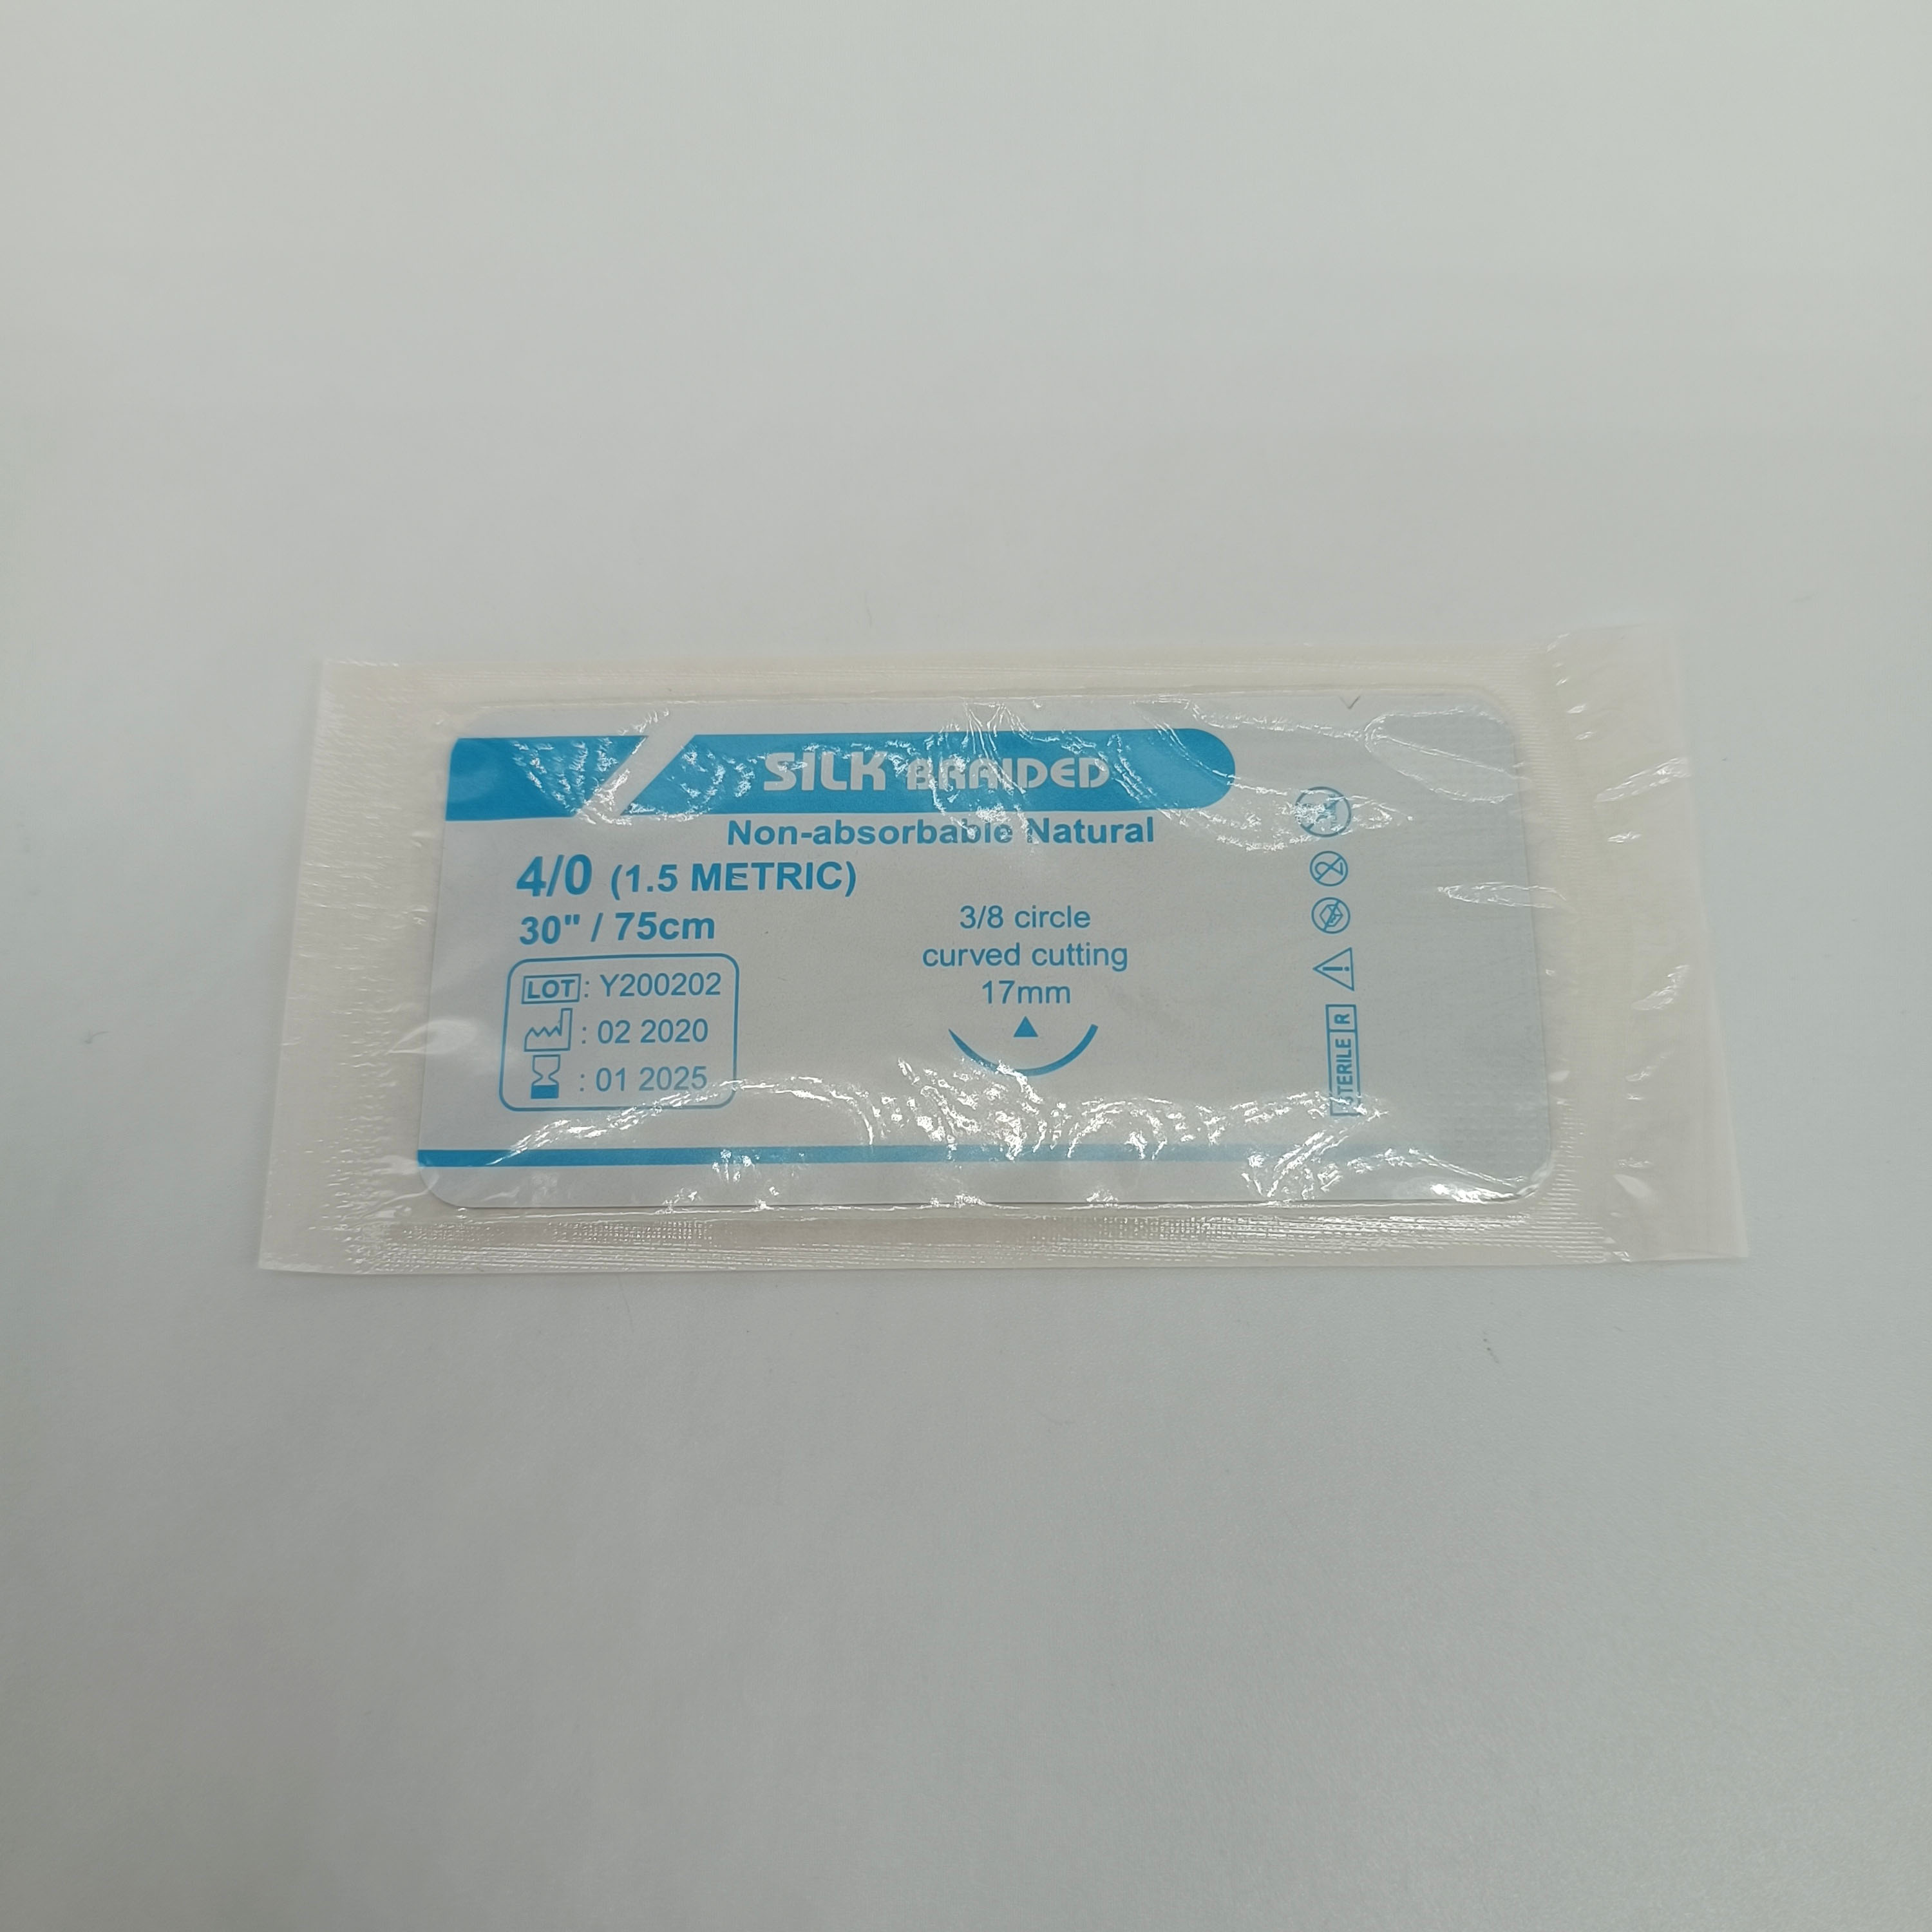 SILK BRAIDED
Non-absorbable Natural
4/0 (1.5 METRIC)
30" / 75cm
LOT: Y200202
: 02 2020
: 01 2025
3/8 circle
curved cutting
17mm
2
STERILE R